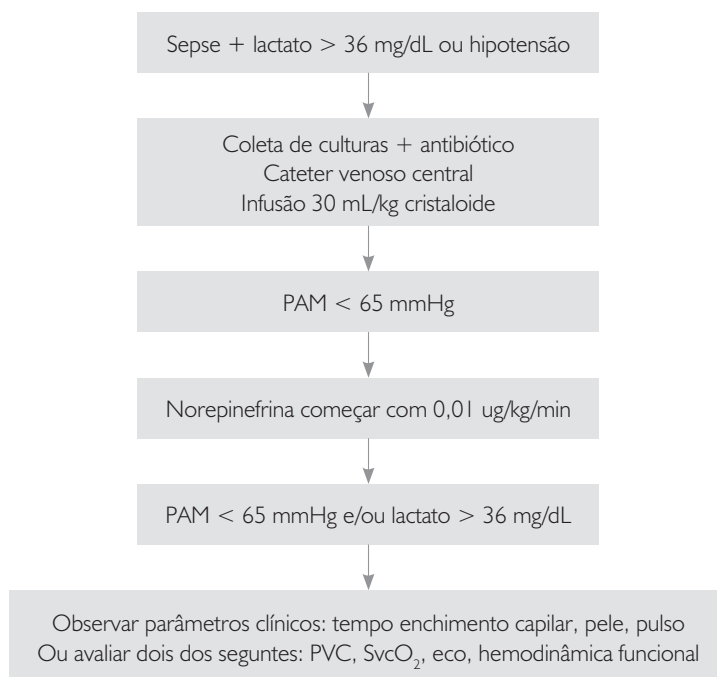 Sepse + lactato > 36 mg/dL ou hipotensão
Coleta de culturas + antibiótico
Cateter venoso central
Infusão 30 mL/kg cristaloide
PAM < 65 mmHg
Norepinefrina começar com 0,01 ug/kg/min
PAM < 65 mmHg e/ou lactato > 36 mg/dL
Observar parâmetros clínicos: tempo enchimento capilar, pele, pulso
Ou avaliar dois dos seguntes: PVC, SvcO₂, eco, hemodinâmica funcional